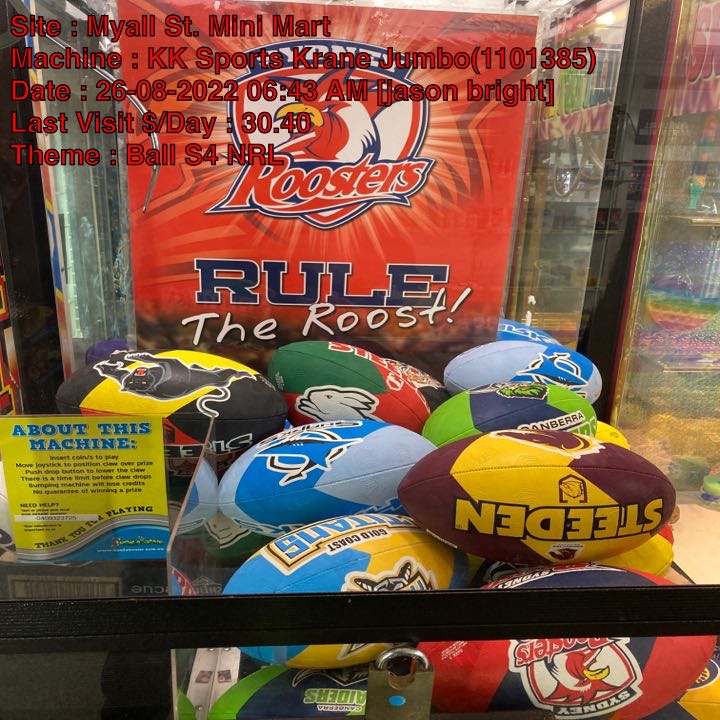 Site : Myall St. Mini Mart
Machine : KK Sports Krane Jumbo(1101385)
Date : 26-08-2022 06:43 AM [jason bright]
Last Visit $/Day : 30.40
Theme : Ball S4 NRL
Roosters
RULE
The Roost!
CANBERRA
STEEDEN
SHARKS
GOLD COAST
TITANS
ABOUT THIS
MACHINE:
Insert coin/s to play
Move joystick to position claw over prize
Push drop button to lower the claw
There is a time limit before claw drops
Bumping machine will lose credits
No guarantee of winning a prize
NEED HELP?
0409323725
THANK YOU FOR PLAYING
SYDNEY
Roosters
SYDNEY
CANBERRA
RAIDERS